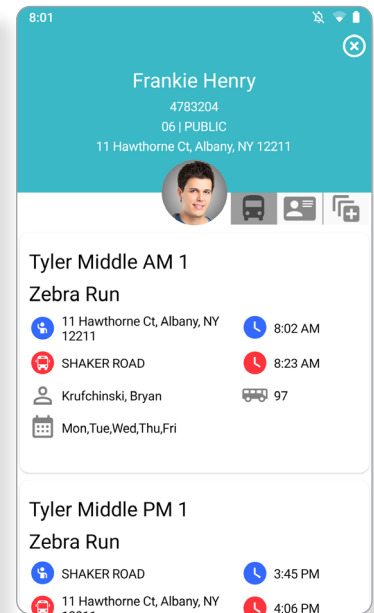 8:01
Frankie Henry
4783204
06 | PUBLIC
11 Hawthorne Ct, Albany, NY 12211
Tyler Middle AM 1
Zebra Run
11 Hawthorne Ct, Albany, NY
12211
8:02 AM
SHAKER ROAD
8:23 AM
Krufchinski, Bryan
97
Mon,Tue,Wed,Thu,Fri
Tyler Middle PM 1
Zebra Run
SHAKER ROAD
3:45 PM
11 Hawthorne Ct, Albany, NY
4:06 PM